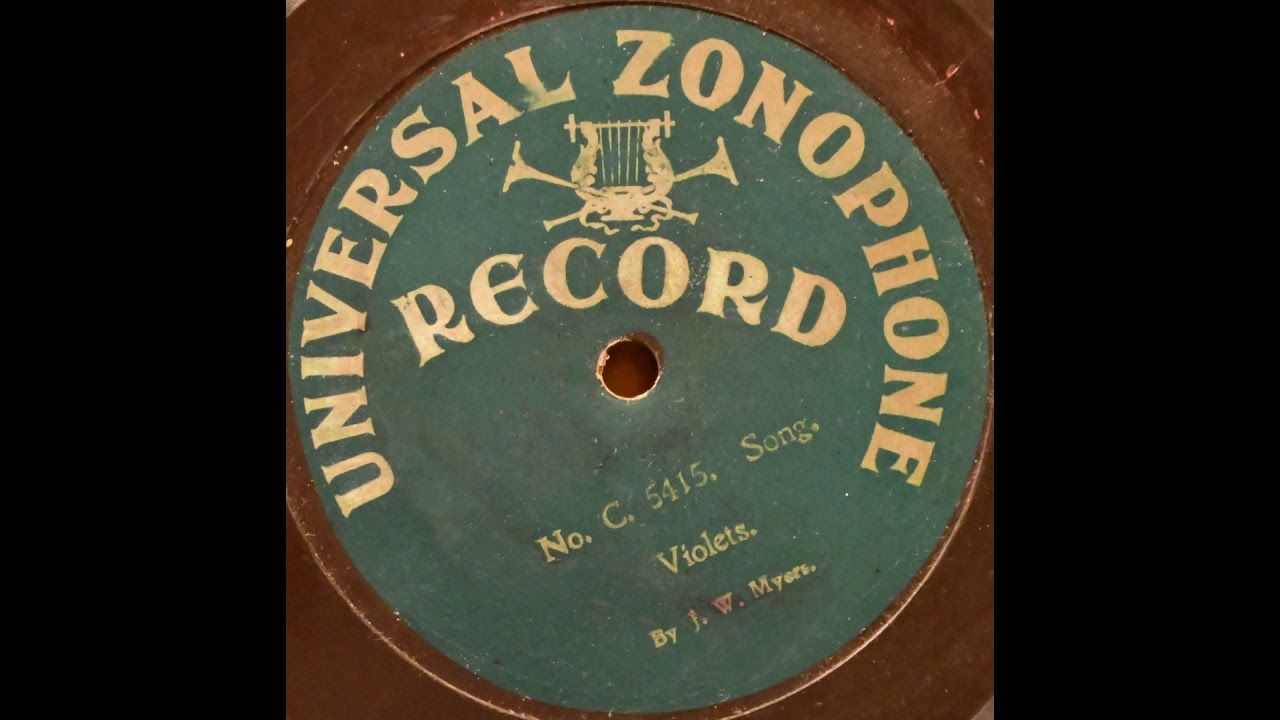 UNIVERSAL ZONOPHONE
RECORD
No. C. 5415. Song.
Violets.
By J. W. Myers.